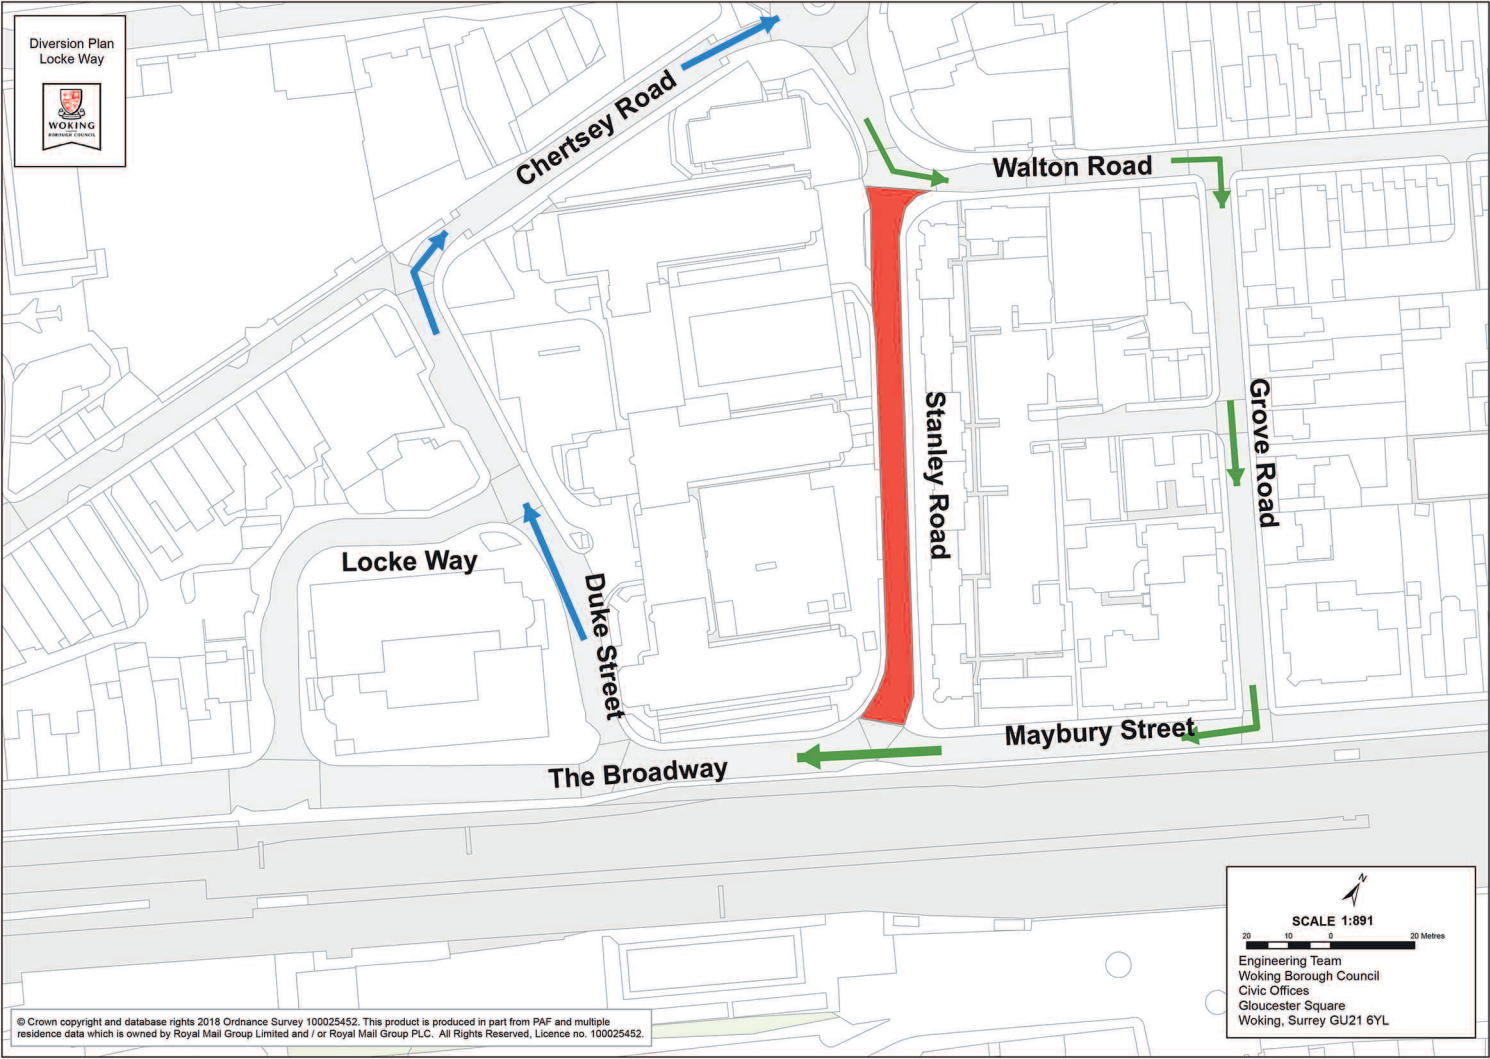 Diversion Plan
Locke Way
WOKING
BOROUGH COUNCIL
Chertsey Road
Walton Road
Stanley Road
Grove Road
Locke Way
Duke Street
Maybury Street
The Broadway
N
SCALE 1:891
20 10 0 20 Metres
Engineering Team
Woking Borough Council
Civic Offices
Gloucester Square
Woking, Surrey GU21 6YL
© Crown copyright and database rights 2018 Ordnance Survey 100025452. This product is produced in part from PAF and multiple
residence data which is owned by Royal Mail Group Limited and / or Royal Mail Group PLC. All Rights Reserved, Licence no. 100025452.